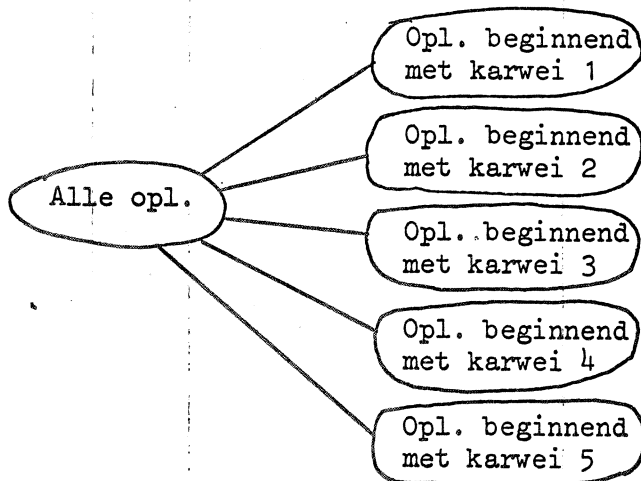 Opl. beginnend
met karwei 1
Opl. beginnend
met karwei 2
Alle opl.
Opl. beginnend
met karwei 3
Opl. beginnend
met karwei 4
Opl. beginnend
met karwei 5